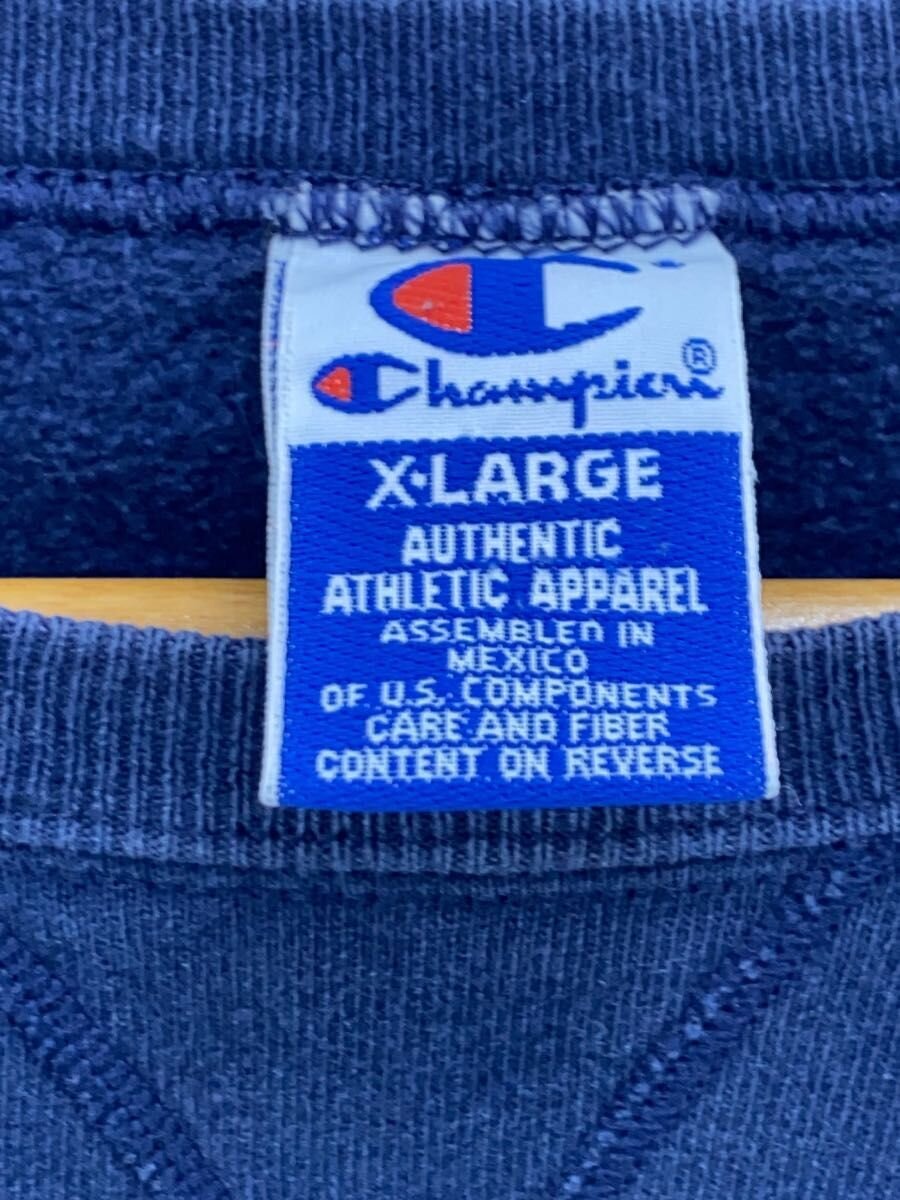 Champion®
X·LARGE
AUTHENTIC
ATHLETIC APPAREL
ASSEMBLED IN
MEXICO
OF U.S. COMPONENTS
CARE AND FIBER
CONTENT ON REVERSE